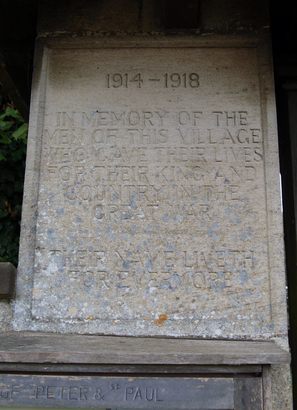 1914-1918
IN MEMORY OF THE
MEN OF THIS VILLAGE
WHO GAVE THEIR LIVES
FOR THEIR KING AND
COUNTRY IN THE
GREAT WAR
THEIR NAME LIVETH
FOR EVERMORE
PETER & ST PAUL